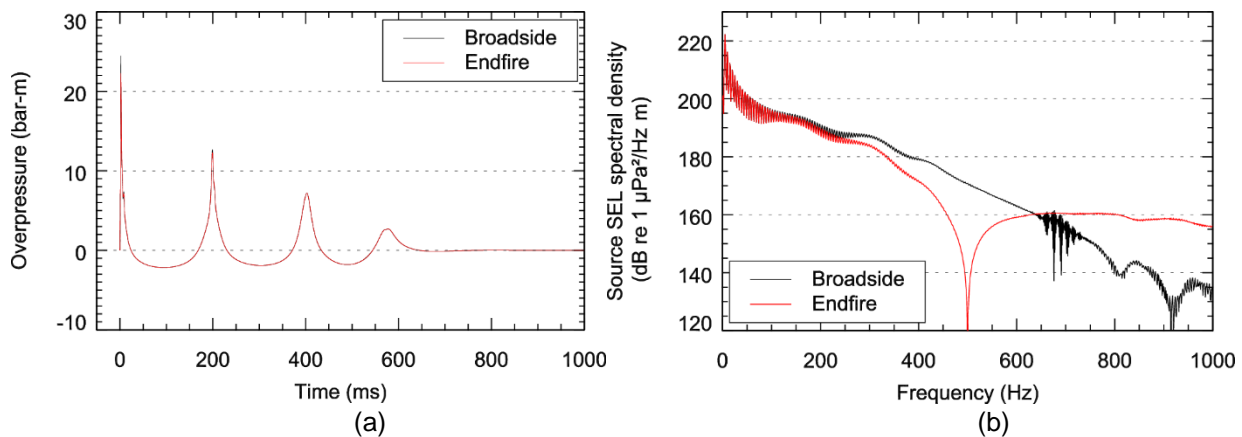 30
20
10
0
-10
Overpressure (bar-m)
Broadside
Endfire
0
200
400
600
800
1000
Time (ms)
(a)
220
200
180
160
140
120
Source SEL spectral density
(dB re 1 µPa²/Hz m)
Broadside
Endfire
0
200
400
600
800
1000
Frequency (Hz)
(b)